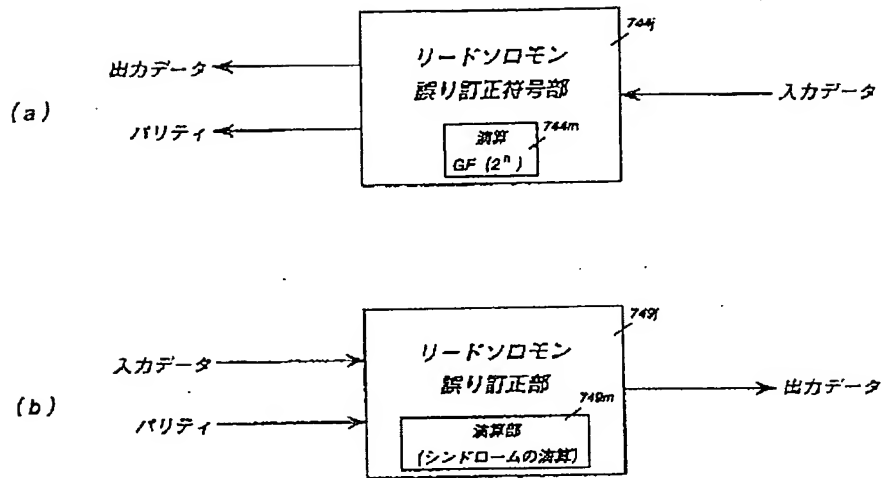 744j
リードソロモン
誤り訂正符号部
出力データ
入力データ
(a)
パリティ
744m
演算
GF (2ⁿ)
749j
入力データ
リードソロモン
誤り訂正部
出力データ
(b)
パリティ
749m
演算部
(シンドロームの演算)